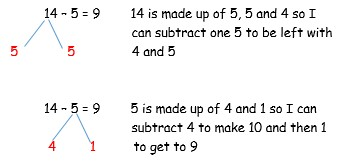 14 - 5 = 9
5 5
14 is made up of 5, 5 and 4 so I
can subtract one 5 to be left with
4 and 5
14 - 5 = 9
4 1
5 is made up of 4 and 1 so I can
subtract 4 to make 10 and then 1
to get to 9